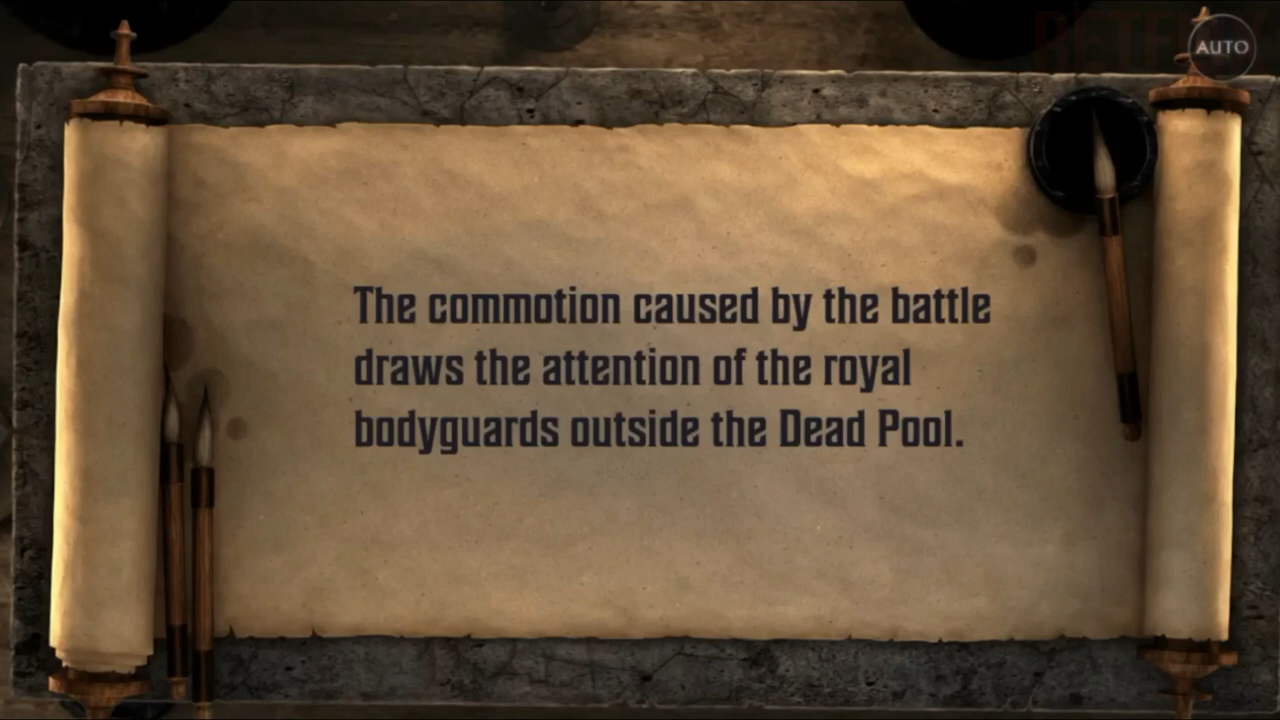 AUTO
The commotion caused by the battle
draws the attention of the royal
bodyguards outside the Dead Pool.